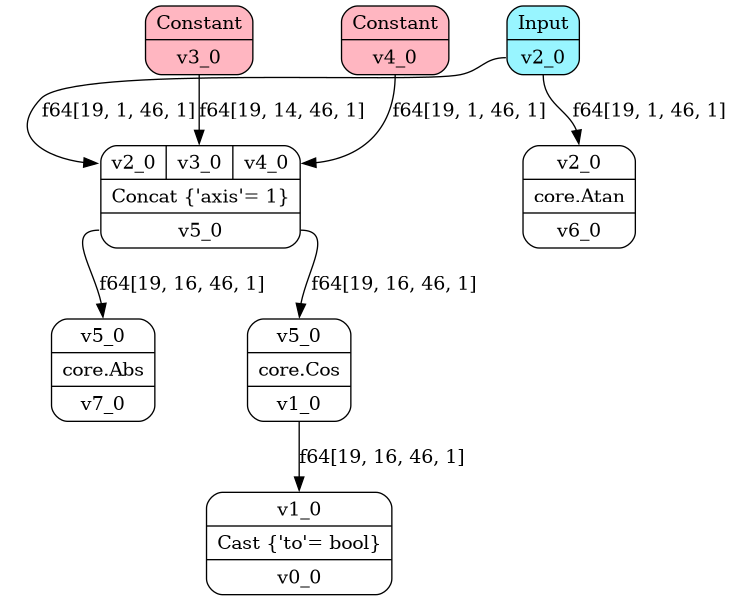 Constant
v3_0
Constant
v4_0
Input
v2_0
f64[19, 1, 46, 1]
f64[19, 14, 46, 1]
f64[19, 1, 46, 1]
f64[19, 1, 46, 1]
v2_0 v3_0 v4_0
Concat {'axis'= 1}
v5_0
v2_0
core.Atan
v6_0
f64[19, 16, 46, 1]
f64[19, 16, 46, 1]
v5_0
core.Abs
v7_0
v5_0
core.Cos
v1_0
f64[19, 16, 46, 1]
v1_0
Cast {'to'= bool}
v0_0